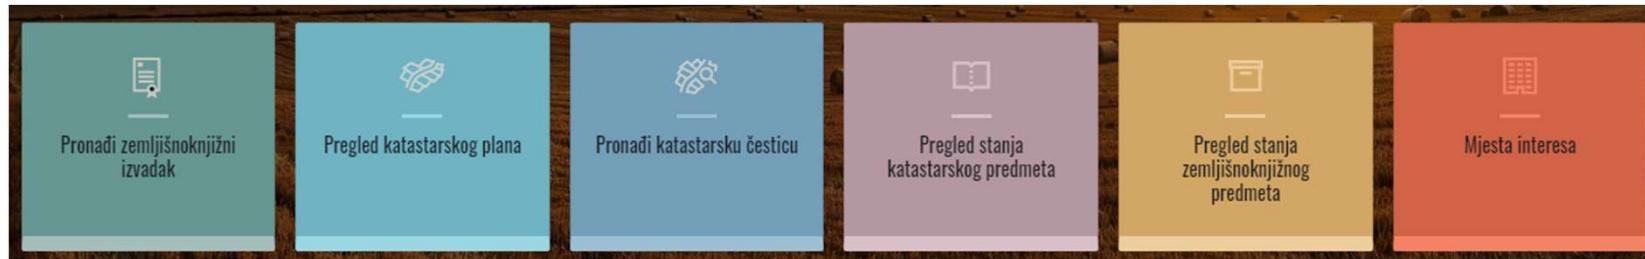 Pronađi zemljišnoknjižni
izvadak
Pregled katastarskog plana
Pronađi katastarsku česticu
Pregled stanja
katastarskog predmeta
Pregled stanja
zemljišnoknjižnog
predmeta
Mjesta interesa